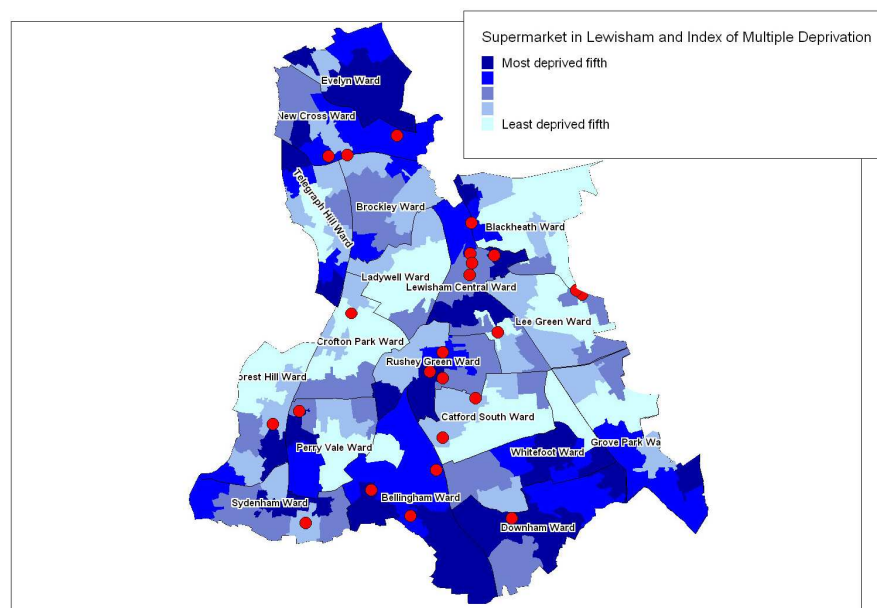 Supermarket in Lewisham and Index of Multiple Deprivation
Most deprived fifth
Least deprived fifth
Evelyn Ward
New Cross Ward
Telegraph Hill Ward
Brockley Ward
Blackheath Ward
Ladywell Ward
Lewisham Central Ward
Lee Green Ward
Crofton Park Ward
Rushey Green Ward
orest Hill Ward
Catford South Ward
Perry Vale Ward
Grove Park Wa
Whitefoot Ward
Bellingham Ward
Sydenham Ward
Downham Ward